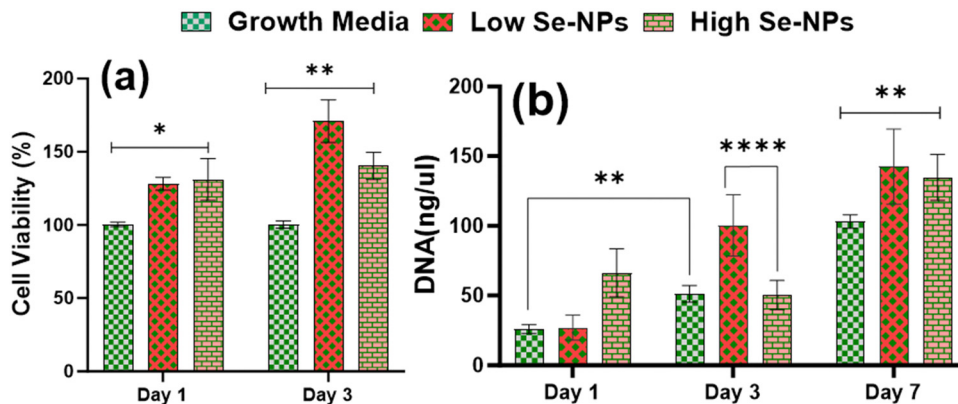 Growth Media Low Se-NPs High Se-NPs
(a)
Cell Viability (%)
200
150
100
50
0
*
**
Day 1 Day 3
(b)
DNA(ng/ul)
200
150
100
50
0
**
****
**
Day 1 Day 3 Day 7